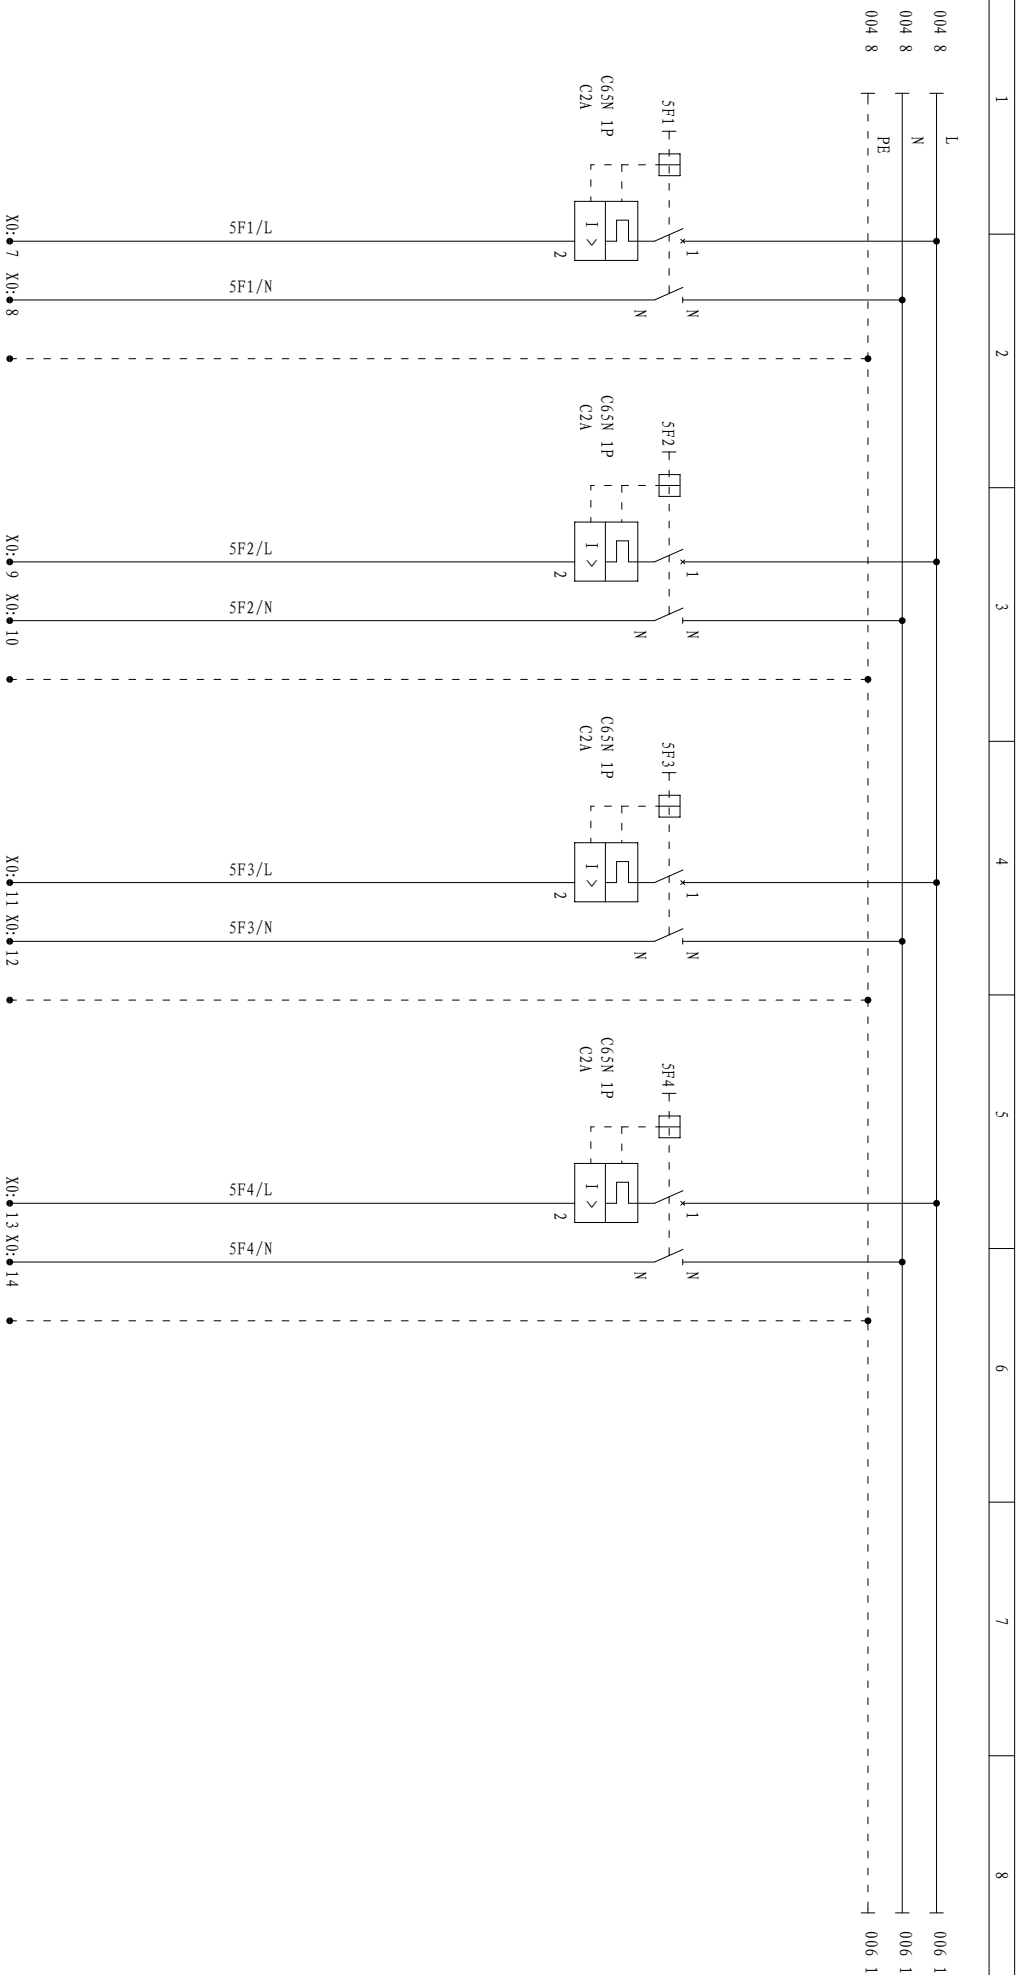 1
2
3
4
5
6
7
8
004 8
L
006 1
004 8
N
006 1
004 8
PE
006 1
5F1
1
N
C65N 1P
C2A
I >
2
N
5F1/L
5F1/N
X0: 7
X0: 8
5F2
1
N
C65N 1P
C2A
I >
2
N
5F2/L
5F2/N
X0: 9
X0: 10
5F3
1
N
C65N 1P
C2A
I >
2
N
5F3/L
5F3/N
X0: 11
X0: 12
5F4
1
N
C65N 1P
C2A
I >
2
N
5F4/L
5F4/N
X0: 13
X0: 14